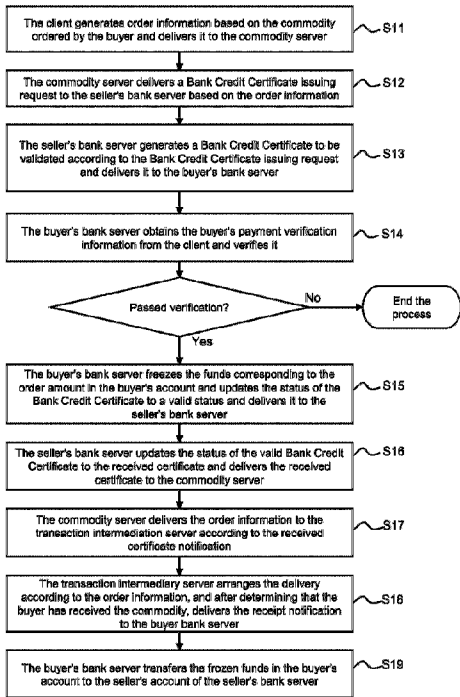 The client generates order information based on the commodity
ordered by the buyer and delivers it to the commodity server
S11
The commodity server delivers a Bank Credit Certificate issuing
request to the seller's bank server based on the order information
S12
The seller's bank server generates a Bank Credit Certificate to be
validated according to the Bank Credit Certificate issuing request
and delivers it to the buyer's bank server
S13
The buyer's bank server obtains the buyer's payment verification
information from the client and verifies it
S14
Passed verification?
No
End the
process
Yes
The buyer's bank server freezes the funds corresponding to the
order amount in the buyer's account and updates the status of the
Bank Credit Certificate to a valid status and delivers it to the
seller's bank server
S15
The seller's bank server updates the status of the valid Bank Credit
Certificate to the received certificate and delivers the received
certificate to the commodity server
S16
The commodity server delivers the order information to the
transaction intermediation server according to the received
certificate notification
S17
The transaction intermediary server arranges the delivery
according to the order information, and after determining that the
buyer has received the commodity, delivers the receipt notification
to the buyer bank server
S18
The buyer's bank server transfers the frozen funds in the buyer's
account to the seller's account of the seller's bank server
S19